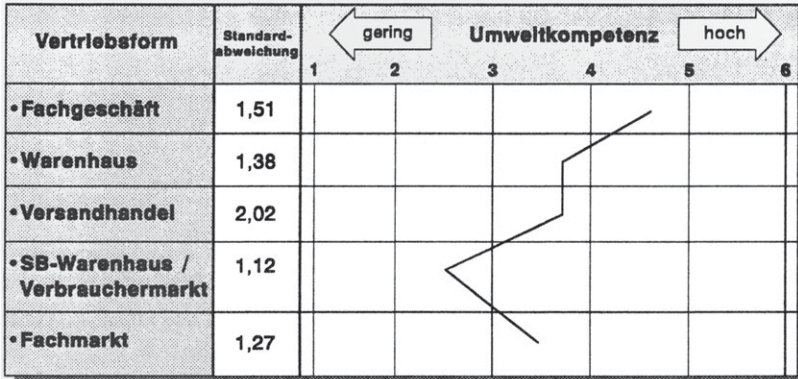 Vertriebsform
Standard-
abweichung
gering
Umweltkompetenz
hoch
1 2 3 4 5 6
• Fachgeschäft 1,51
• Warenhaus 1,38
• Versandhandel 2,02
• SB-Warenhaus / 1,12
Verbrauchermarkt
• Fachmarkt 1,27